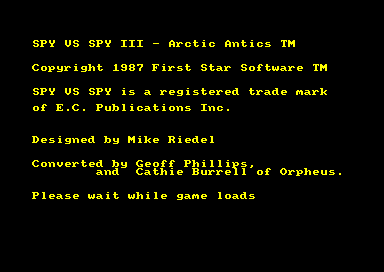 SPY VS SPY III - Arctic Antics TM
Copyright 1987 First Star Software TM
SPY VS SPY is a registered trade mark
of E.C. Publications Inc.
Designed by Mike Riedel
Converted by Geoff Phillips,
and  Cathie Burrell of Orpheus.
Please wait while game loads